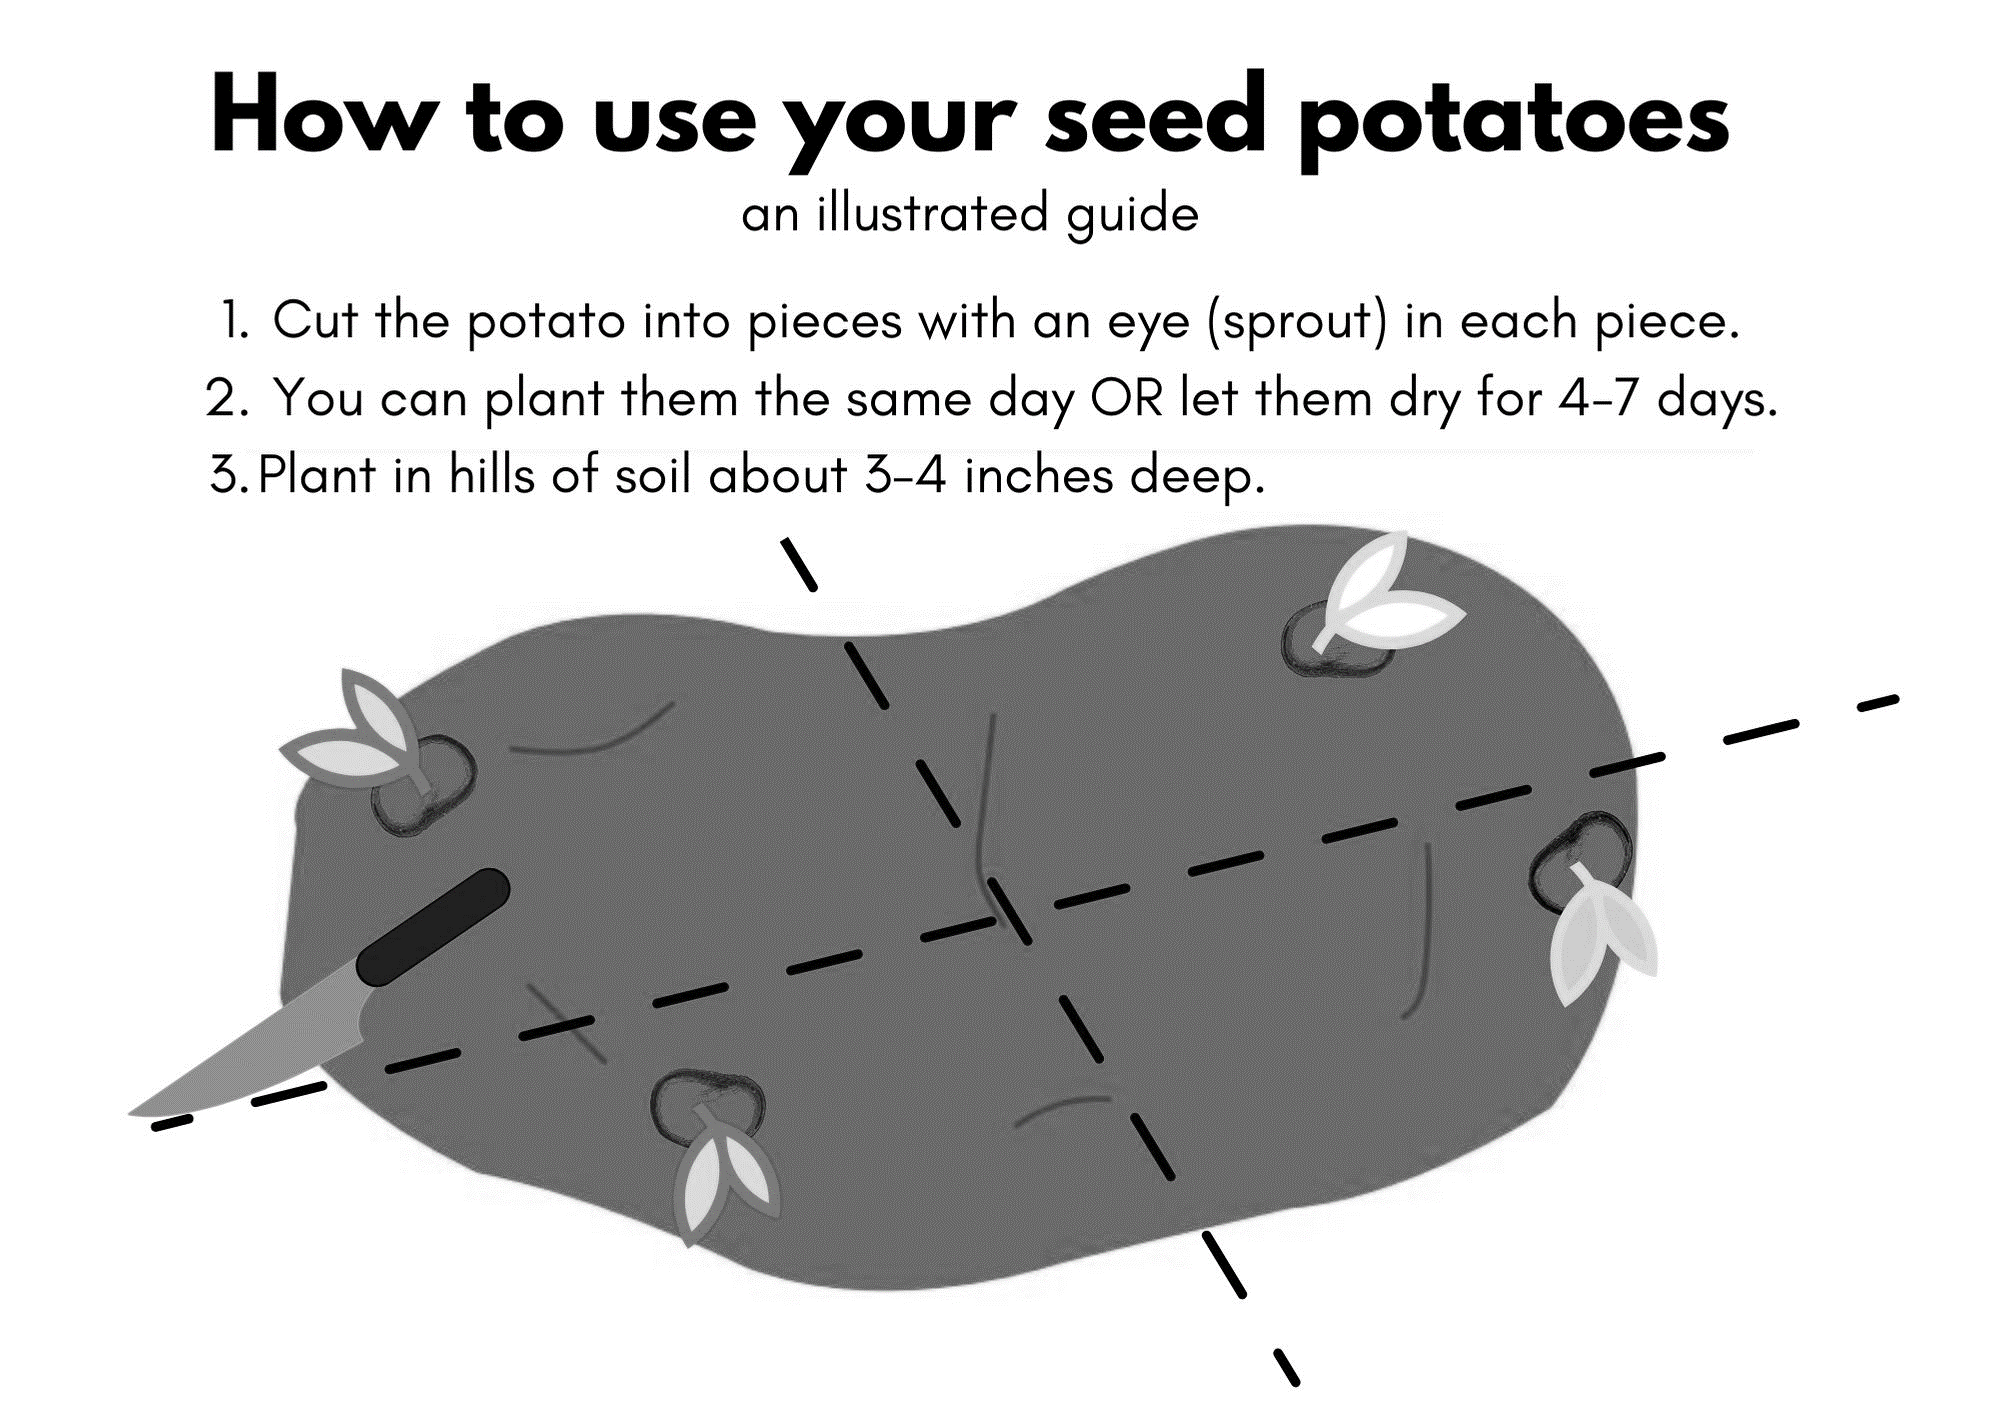 How to use your seed potatoes
an illustrated guide
1. Cut the potato into pieces with an eye (sprout) in each piece.
2. You can plant them the same day OR let them dry for 4-7 days.
3. Plant in hills of soil about 3-4 inches deep.